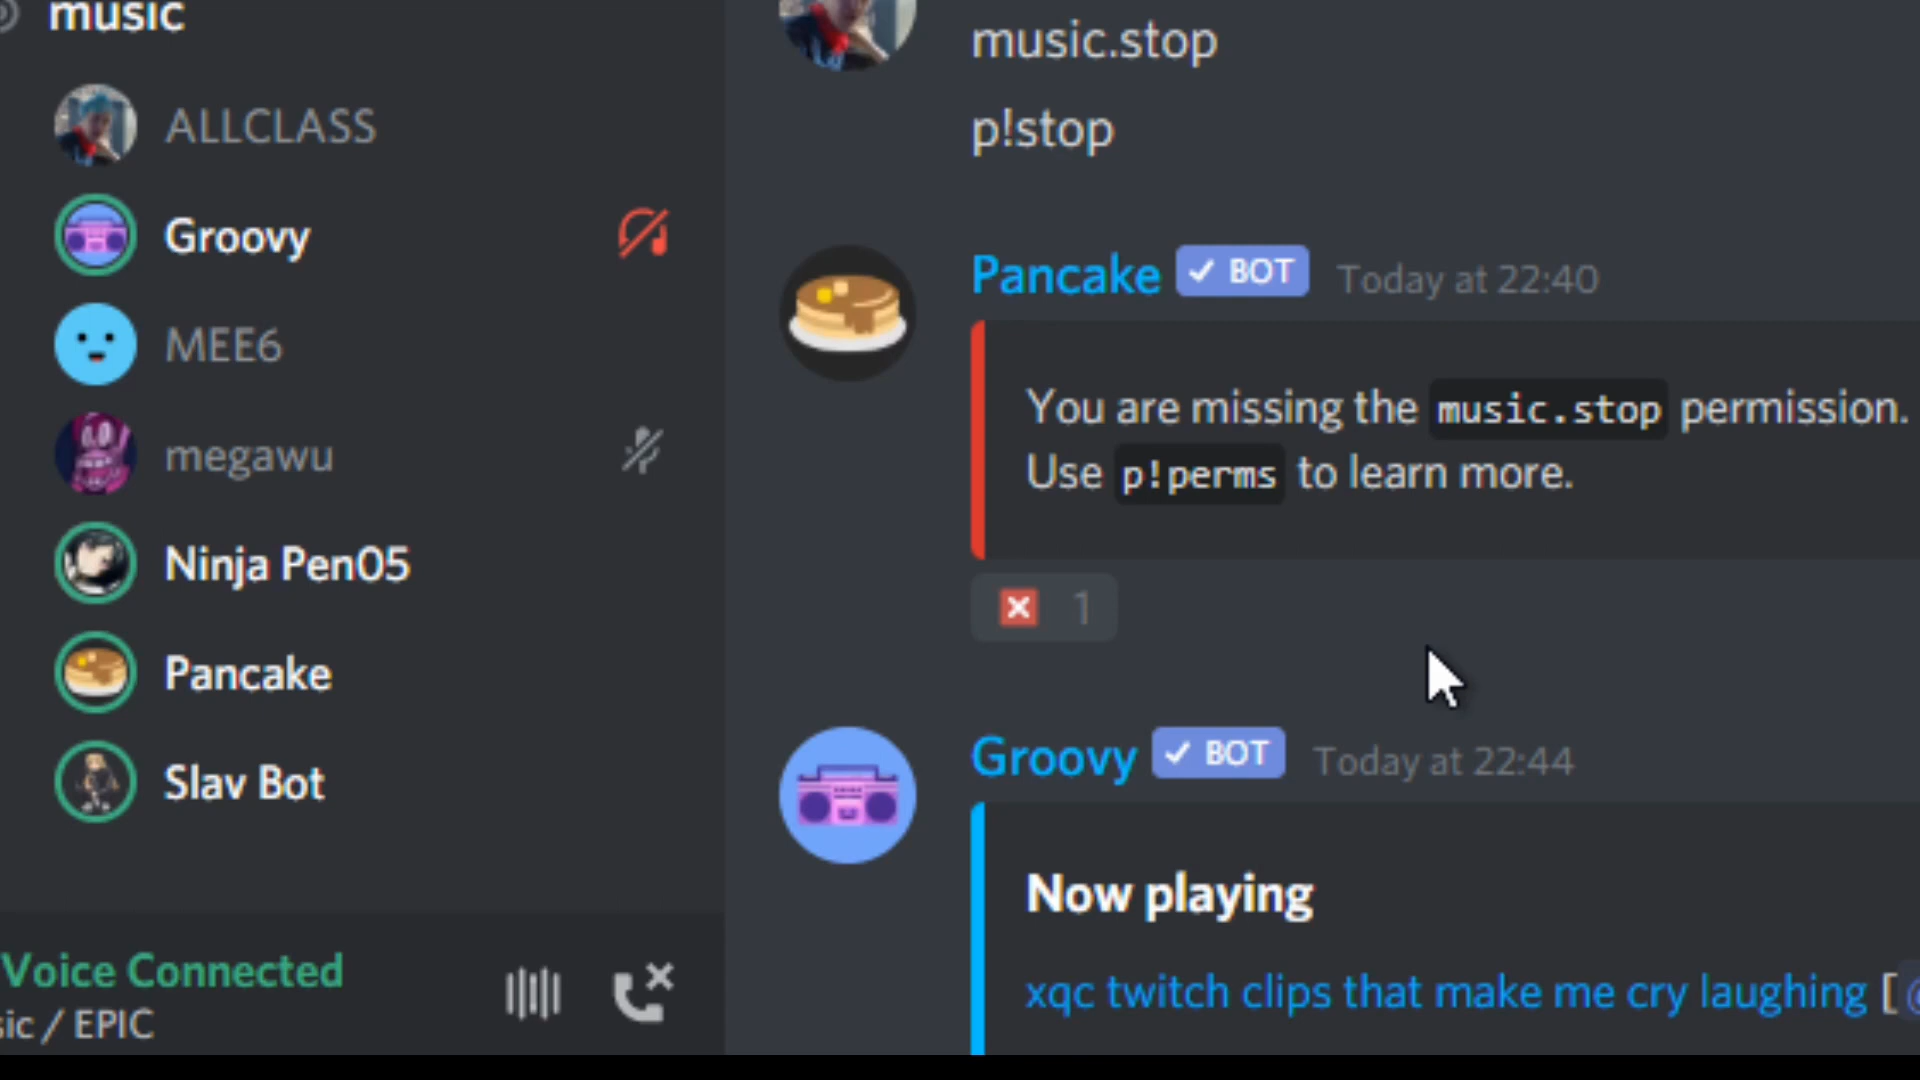 music
ALLCLASS
Groovy
MEE6
megawu
Ninja Pen05
Pancake
Slav Bot
Voice Connected
sic / EPIC
music.stop
p!stop
Pancake ✓ BOT Today at 22:40
You are missing the music.stop permission.
Use p!perms to learn more.
1
Groovy ✓ BOT Today at 22:44
Now playing
xqc twitch clips that make me cry laughing [@